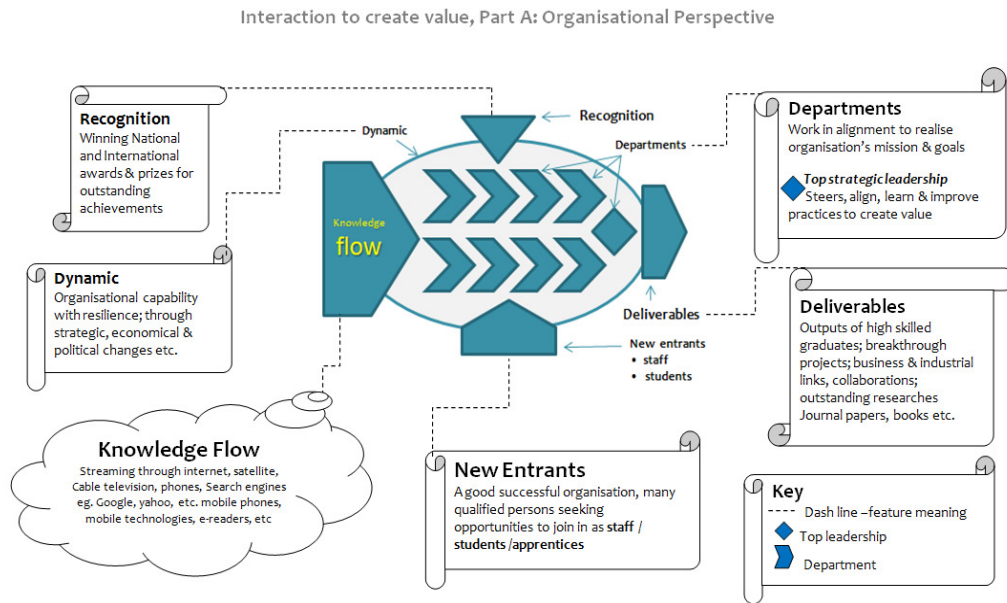 Interaction to create value, Part A: Organisational Perspective
Recognition
Winning National
and International
awards & prizes for
outstanding
achievements
Dynamic
Organisational capability
with resilience; through
strategic, economical &
political changes etc.
Knowledge Flow
Streaming through internet, satellite,
Cable television, phones, Search engines
eg. Google, yahoo, etc. mobile phones,
mobile technologies, e-readers, etc
Dynamic
Recognition
Departments
Knowledge
flow
Deliverables
New entrants
• staff
• students
New Entrants
A good successful organisation, many
qualified persons seeking
opportunities to join in as staff /
students /apprentices
Departments
Work in alignment to realise
organisation's mission & goals
Top strategic leadership
Steers, align, learn & improve
practices to create value
Deliverables
Outputs of high skilled
graduates; breakthrough
projects; business & industrial
links, collaborations;
outstanding researches
Journal papers, books etc.
Key
Dash line – feature meaning
Top leadership
Department